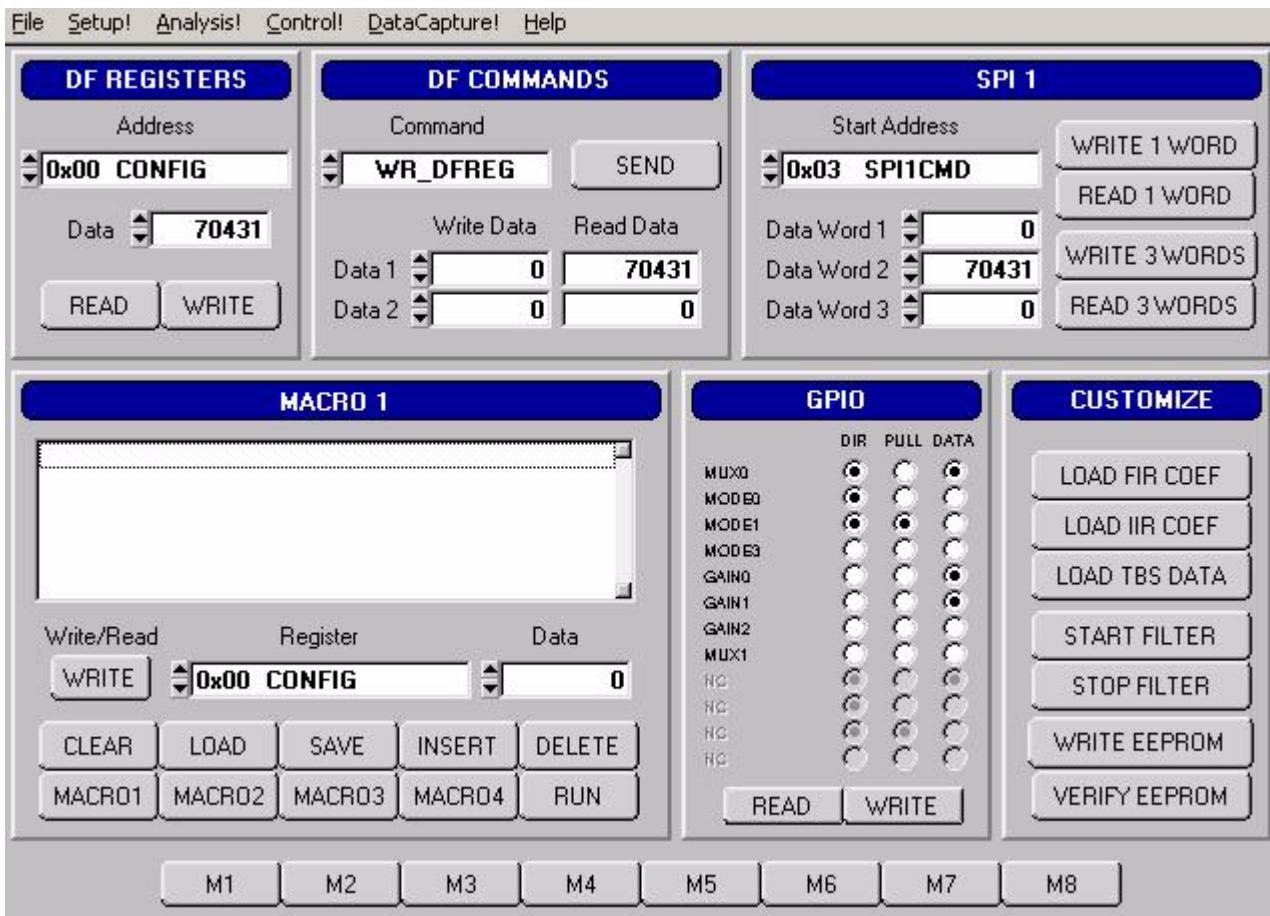 File Setup! Analysis! Control! DataCapture! Help
DF REGISTERS
Address
0x00 CONFIG
Data 70431
READ WRITE
DF COMMANDS
Command
WR_DFREG SEND
Write Data Read Data
Data 1 0 70431
Data 2 0 0
SPI 1
Start Address
0x03 SPI1CMD
Data Word 1 0
Data Word 2 70431
Data Word 3 0
WRITE 1 WORD
READ 1 WORD
WRITE 3 WORDS
READ 3 WORDS
MACRO 1
Write/Read Register Data
WRITE 0x00 CONFIG 0
CLEAR LOAD SAVE INSERT DELETE
MACRO1 MACRO2 MACRO3 MACRO4 RUN
GPIO
DIR PULL DATA
MUX0
MODE0
MODE1
MODE3
GAIN0
GAIN1
GAIN2
MUX1
NC
NC
NC
NC
READ WRITE
CUSTOMIZE
LOAD FIR COEF
LOAD IIR COEF
LOAD TBS DATA
START FILTER
STOP FILTER
WRITE EEPROM
VERIFY EEPROM
M1 M2 M3 M4 M5 M6 M7 M8